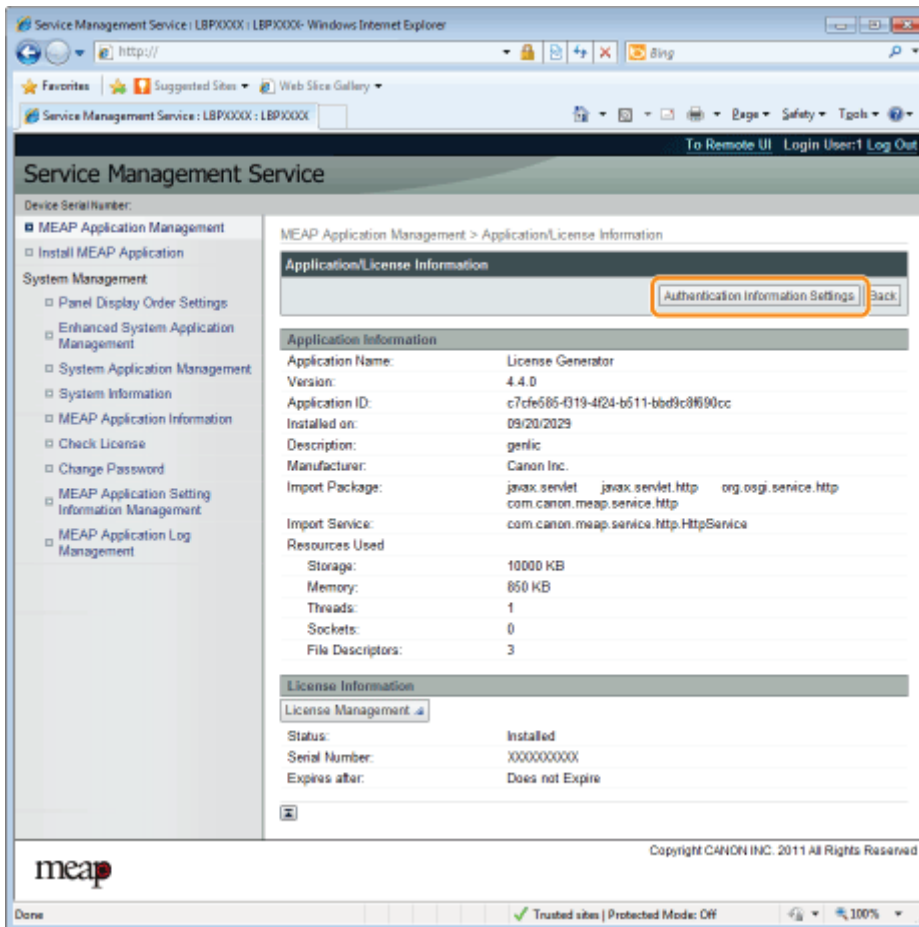 Service Management Service : LBPXXXX : LBPXXXX- Windows Internet Explorer
http://
Bing
Favorites Suggested Sites Web Slice Gallery
Service Management Service : LBPXXXX : LBPXXXX
Page Safety Tools
To Remote UI Login User:1 Log Out
Service Management Service
Device Serial Number:
MEAP Application Management
Install MEAP Application
System Management
Panel Display Order Settings
Enhanced System Application
Management
System Application Management
System Information
MEAP Application Information
Check License
Change Password
MEAP Application Setting
Information Management
MEAP Application Log
Management
MEAP Application Management > Application/License Information
Application/License Information
Authentication Information Settings Back
Application Information
Application Name: License Generator
Version: 4.4.0
Application ID:
Installed on: 09/20/2029
Description: genlic
Manufacturer: Canon Inc.
Import Package: javax.servlet javax.servlet.http org.osgi.service.http
com.canon.meap.service.http
Import Service: com.canon.meap.service.http.HttpService
Resources Used
Storage: 10000 KB
Memory: 850 KB
Threads: 1
Sockets: 0
File Descriptors: 3
License Information
License Management
Status: Installed
Serial Number: XXXXXXXXXX
Expires after: Does not Expire
Copyright CANON INC. 2011 All Rights Reserved
meap
Done Trusted sites | Protected Mode: Off 100%